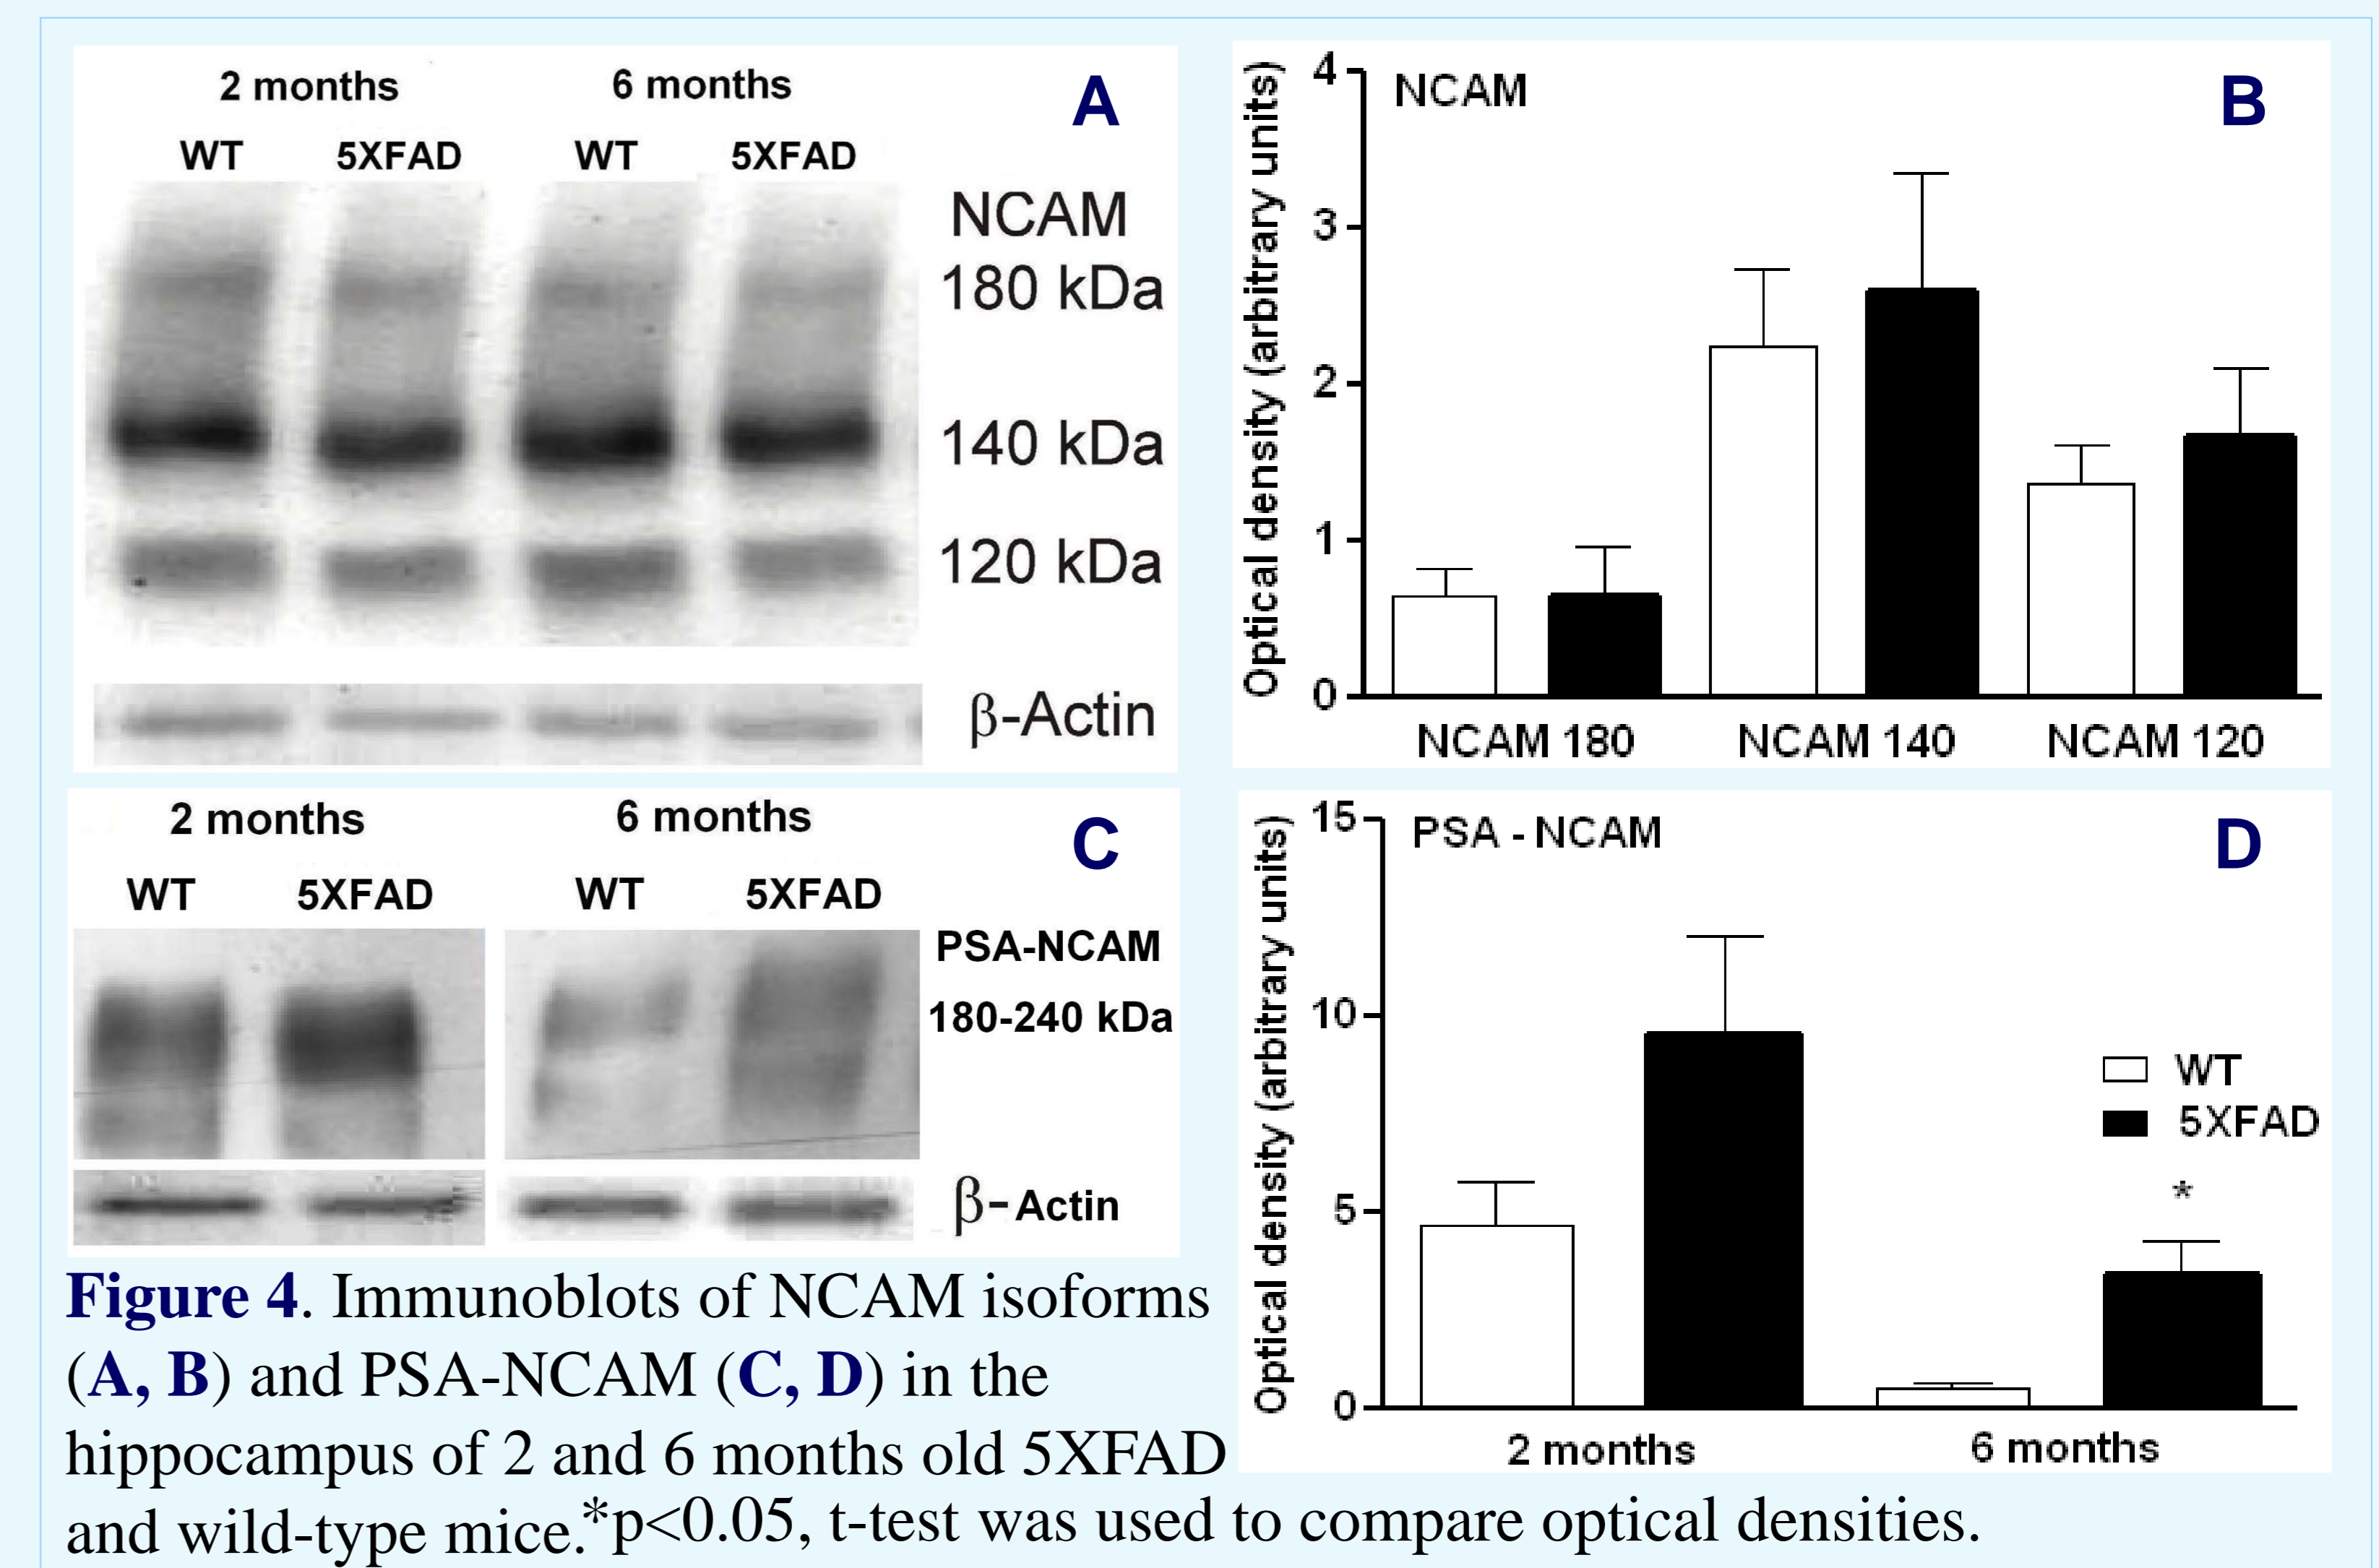 2 months 6 months
A
WT 5XFAD WT 5XFAD
NCAM
180 kDa
140 kDa
120 kDa
β-Actin
B
NCAM
Optical density (arbitrary units)
4
3
2
1
0
NCAM 180 NCAM 140 NCAM 120
2 months 6 months
C
WT 5XFAD WT 5XFAD
PSA-NCAM
180-240 kDa
β-Actin
D
PSA - NCAM
Optical density (arbitrary units)
15
10
5
0
WT
5XFAD
*
2 months 6 months
Figure 4. Immunoblots of NCAM isoforms
(A, B) and PSA-NCAM (C, D) in the
hippocampus of 2 and 6 months old 5XFAD
and wild-type mice.*p<0.05, t-test was used to compare optical densities.